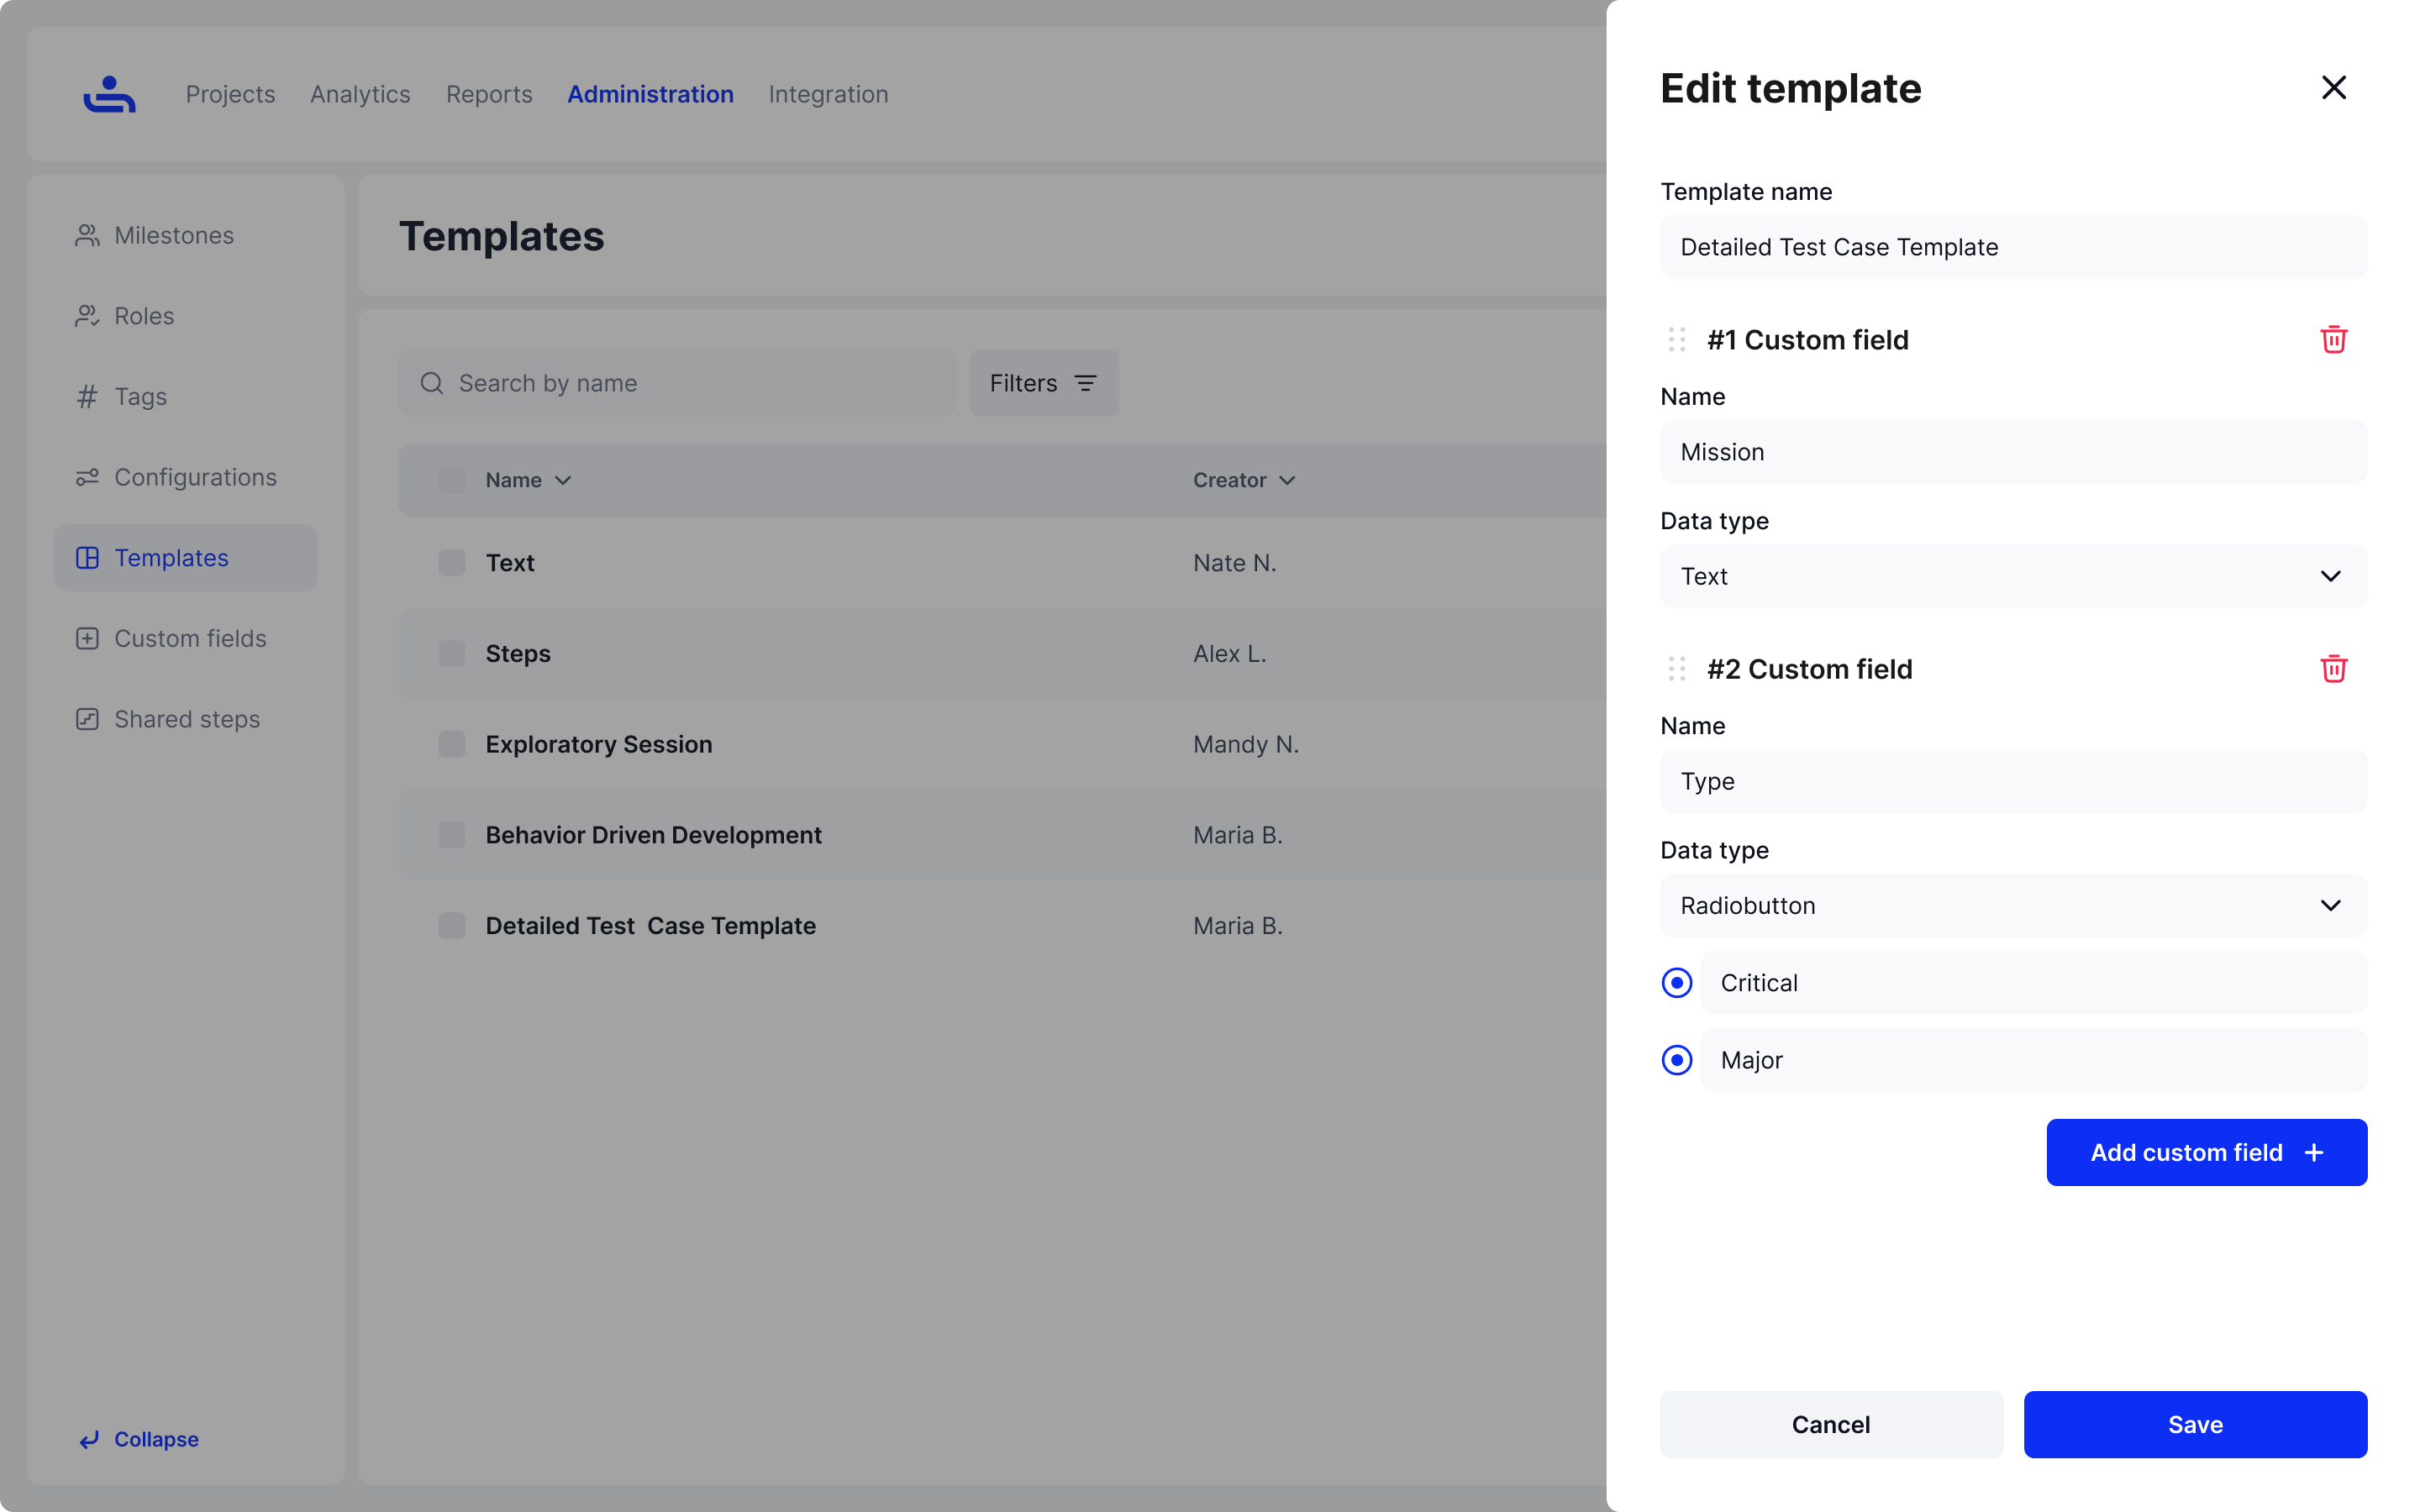 Projects Analytics Reports Administration Integration
Milestones
Roles
Tags
Configurations
Templates
Custom fields
Shared steps
Collapse
Templates
Search by name
Filters
Name Creator
Text Nate N.
Steps Alex L.
Exploratory Session Mandy N.
Behavior Driven Development Maria B.
Detailed Test  Case Template Maria B.
Edit template
Template name
Detailed Test Case Template
#1 Custom field
Name
Mission
Data type
Text
#2 Custom field
Name
Type
Data type
Radiobutton
Critical
Major
Add custom field +
Cancel
Save